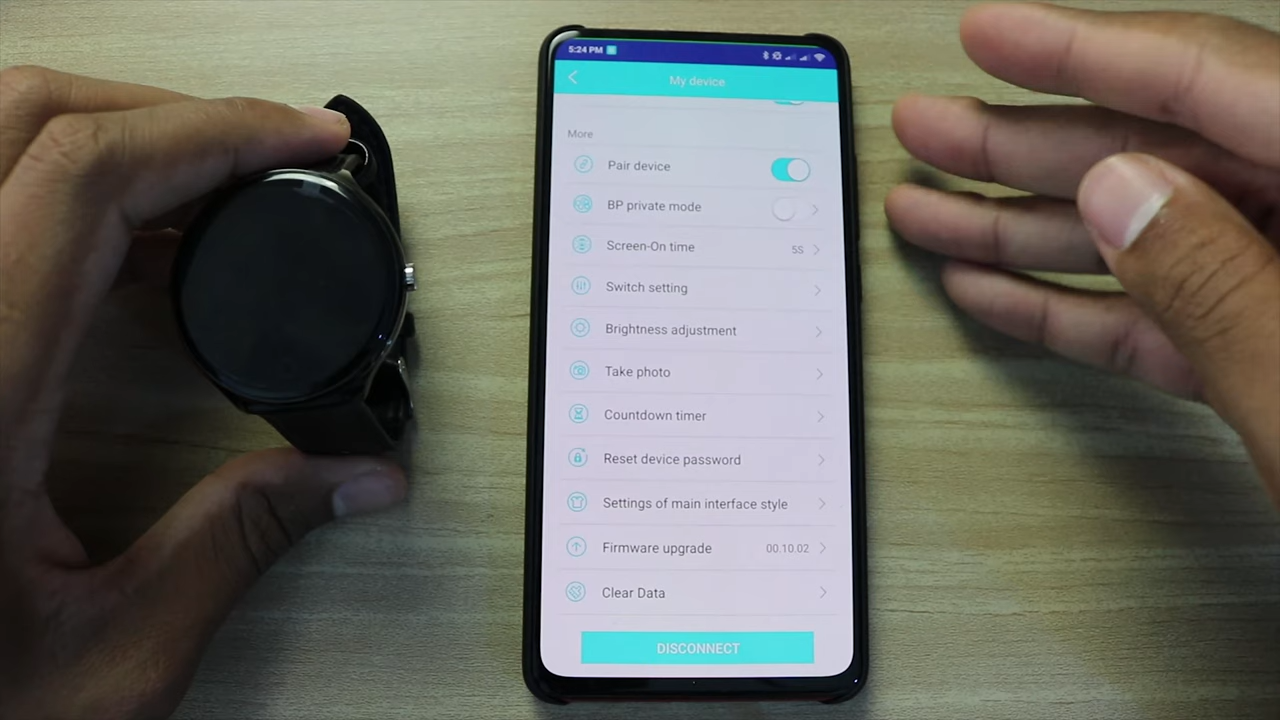 5:24 PM
My device
More
Pair device
BP private mode
Screen-On time 5S
Switch setting
Brightness adjustment
Take photo
Countdown timer
Reset device password
Settings of main interface style
Firmware upgrade 00.10.02
Clear Data
DISCONNECT